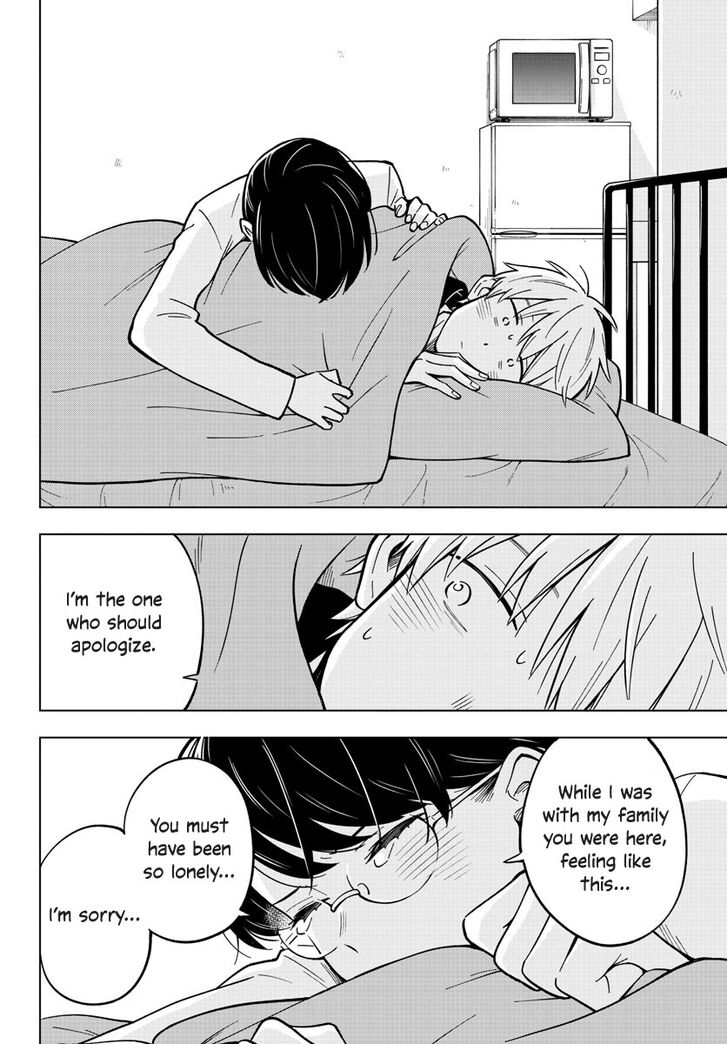 I'm the one
who should
apologize.
While I was
with my family
you were here,
feeling like
this...
You must
have been
so lonely...
I'm sorry...